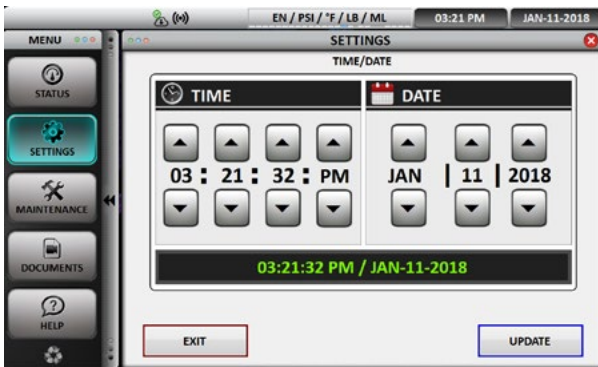 EN / PSI / °F / LB / ML 03:21 PM JAN-11-2018
MENU SETTINGS
TIME/DATE
STATUS
SETTINGS
MAINTENANCE
DOCUMENTS
HELP
TIME
03 : 21 : 32 : PM
DATE
JAN | 11 | 2018
03:21:32 PM / JAN-11-2018
EXIT UPDATE